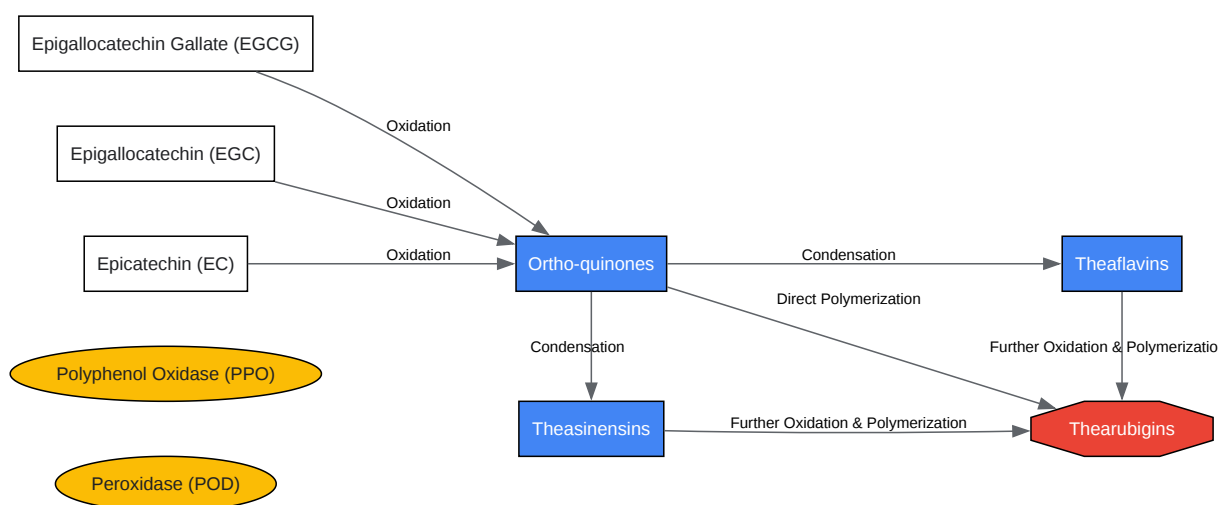 Epigallocatechin Gallate (EGCG)
Oxidation
Epigallocatechin (EGC)
Oxidation
Epicatechin (EC)
Oxidation
Ortho-quinones
Condensation
Theaflavins
Direct Polymerization
Condensation
Further Oxidation & Polymerizatio
Polyphenol Oxidase (PPO)
Theasinensins
Further Oxidation & Polymerization
Thearubigins
Peroxidase (POD)